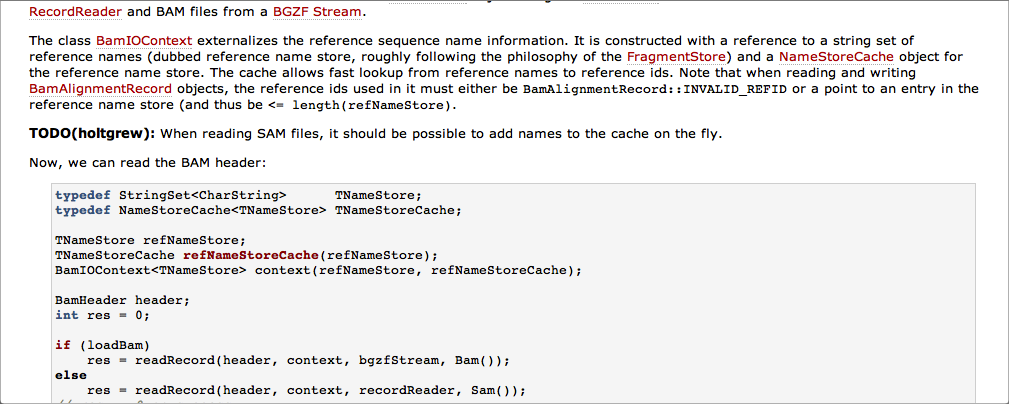 RecordReader and BAM files from a BGZF Stream.
The class BamIOContext externalizes the reference sequence name information. It is constructed with a reference to a string set of
reference names (dubbed reference name store, roughly following the philosophy of the FragmentStore) and a NameStoreCache object for
the reference name store. The cache allows fast lookup from reference names to reference ids. Note that when reading and writing
BamAlignmentRecord objects, the reference ids used in it must either be BamAlignmentRecord::INVALID_REFID or a point to an entry in the
reference name store (and thus be <= length(refNameStore).
TODO(holtgrew): When reading SAM files, it should be possible to add names to the cache on the fly.
Now, we can read the BAM header:
typedef StringSet<CharString>      TNameStore;
typedef NameStoreCache<TNameStore> TNameStoreCache;
TNameStore refNameStore;
TNameStoreCache refNameStoreCache(refNameStore);
BamIOContext<TNameStore> context(refNameStore, refNameStoreCache);
BamHeader header;
int res = 0;
if (loadBam)
    res = readRecord(header, context, bgzfStream, Bam());
else
    res = readRecord(header, context, recordReader, Sam());